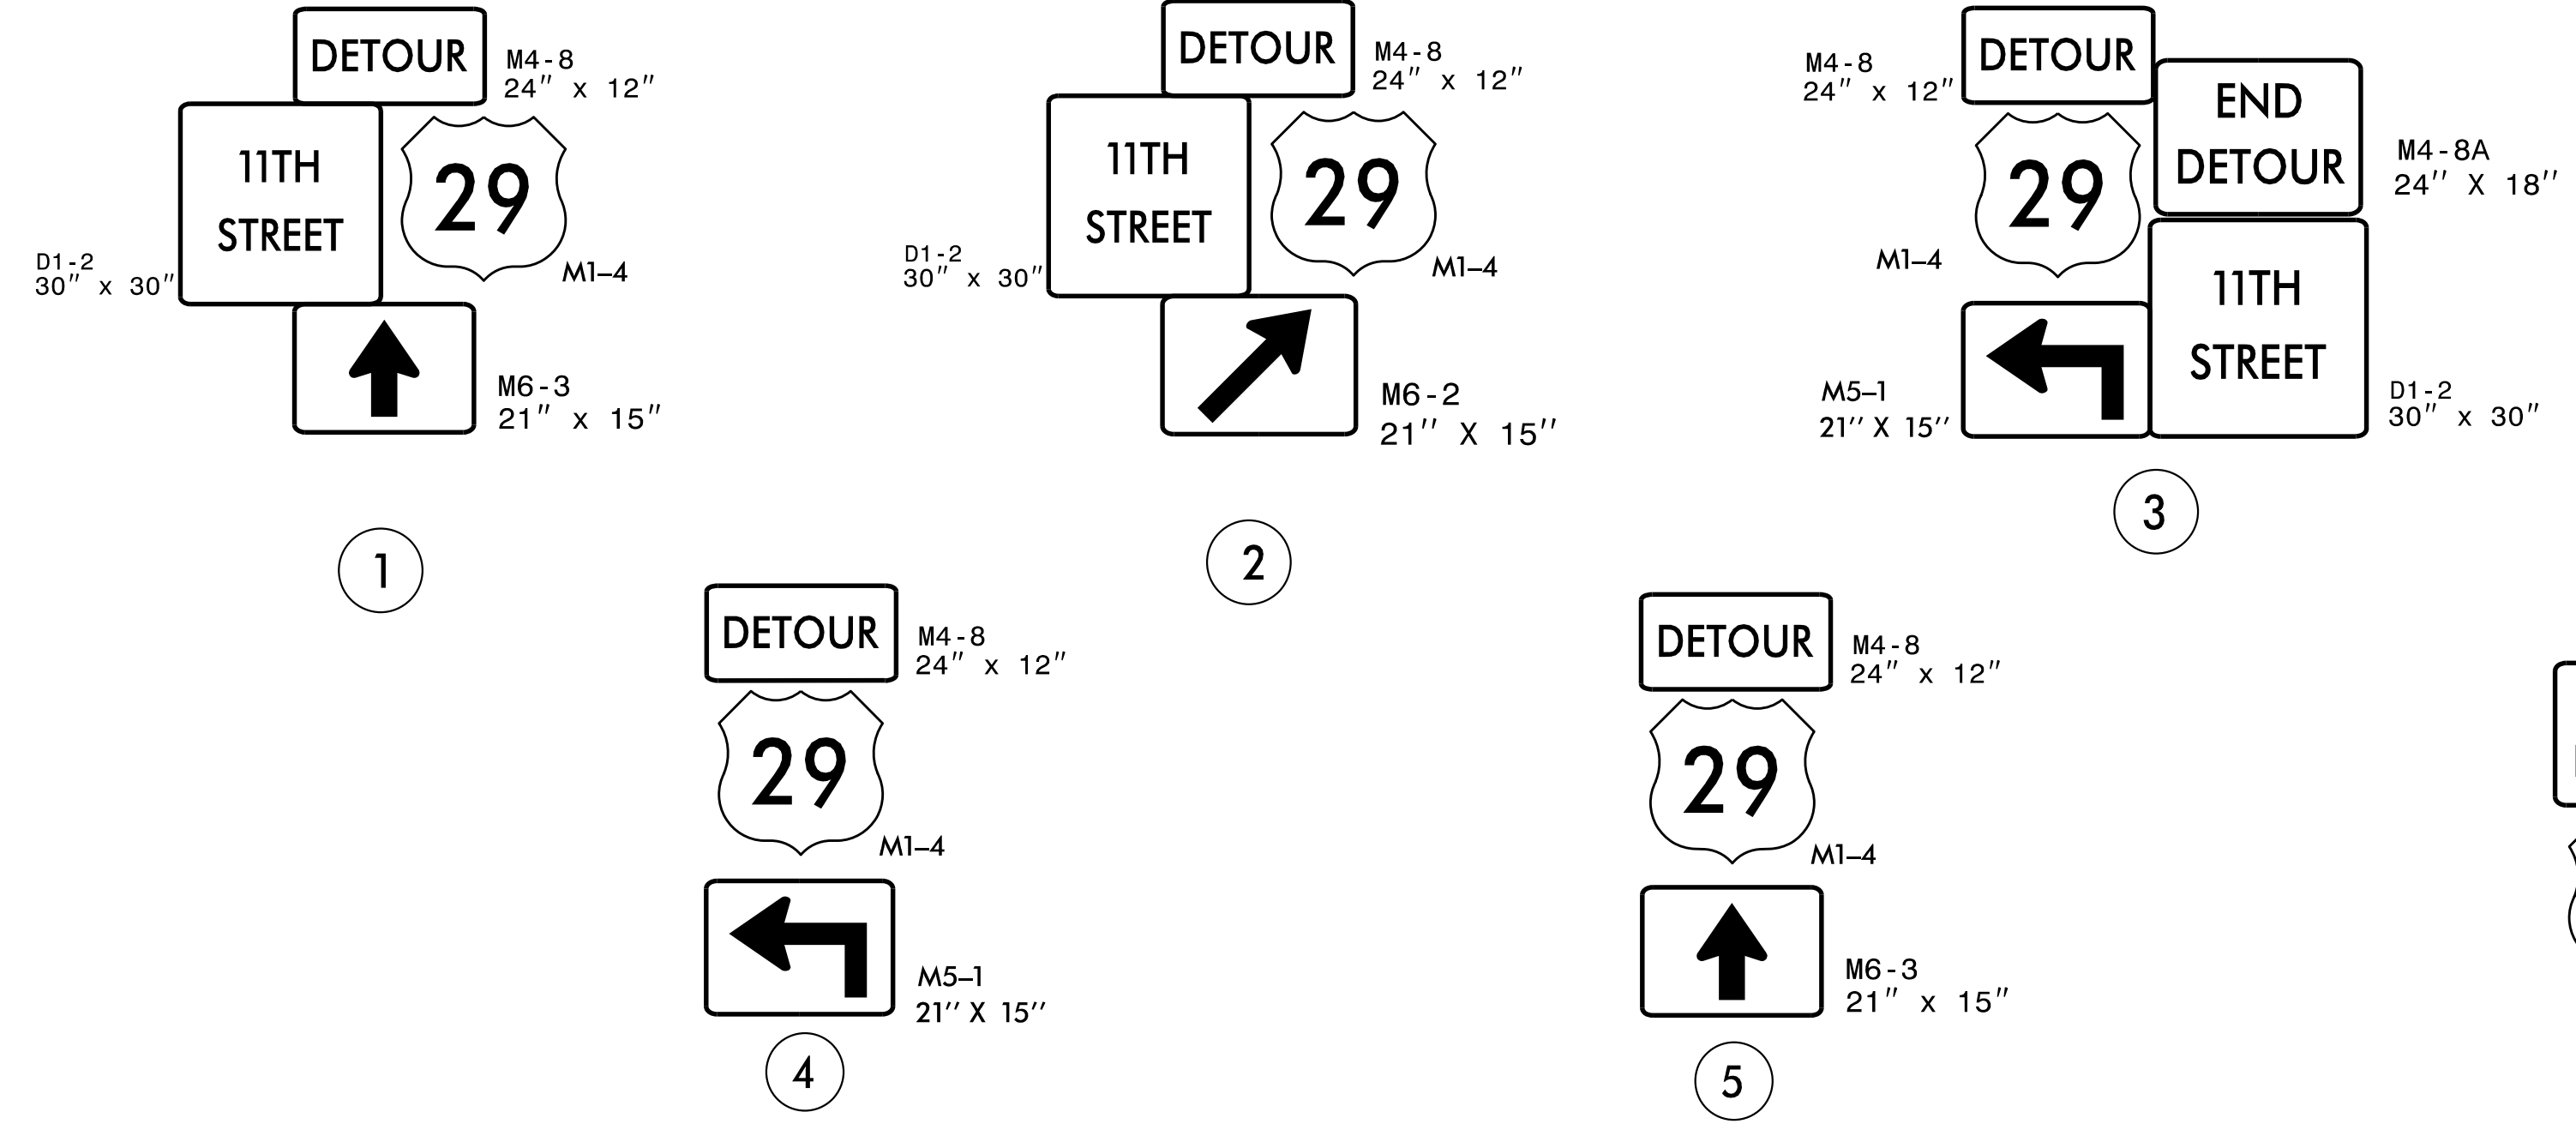 DETOUR
M4-8
24" x 12"
11TH
STREET
29
D1-2
30" x 30"
M1-4
M6-3
21" x 15"
1
DETOUR
M4-8
24" x 12"
11TH
STREET
29
D1-2
30" x 30"
M1-4
M6-2
21" X 15"
2
DETOUR
M4-8
24" x 12"
END
DETOUR
M4-8A
24" X 18"
29
M1-4
11TH
STREET
M5-1
21" X 15"
D1-2
30" x 30"
3
DETOUR
M4-8
24" x 12"
29
M1-4
M5-1
21" X 15"
4
DETOUR
M4-8
24" x 12"
29
M1-4
M6-3
21" x 15"
5